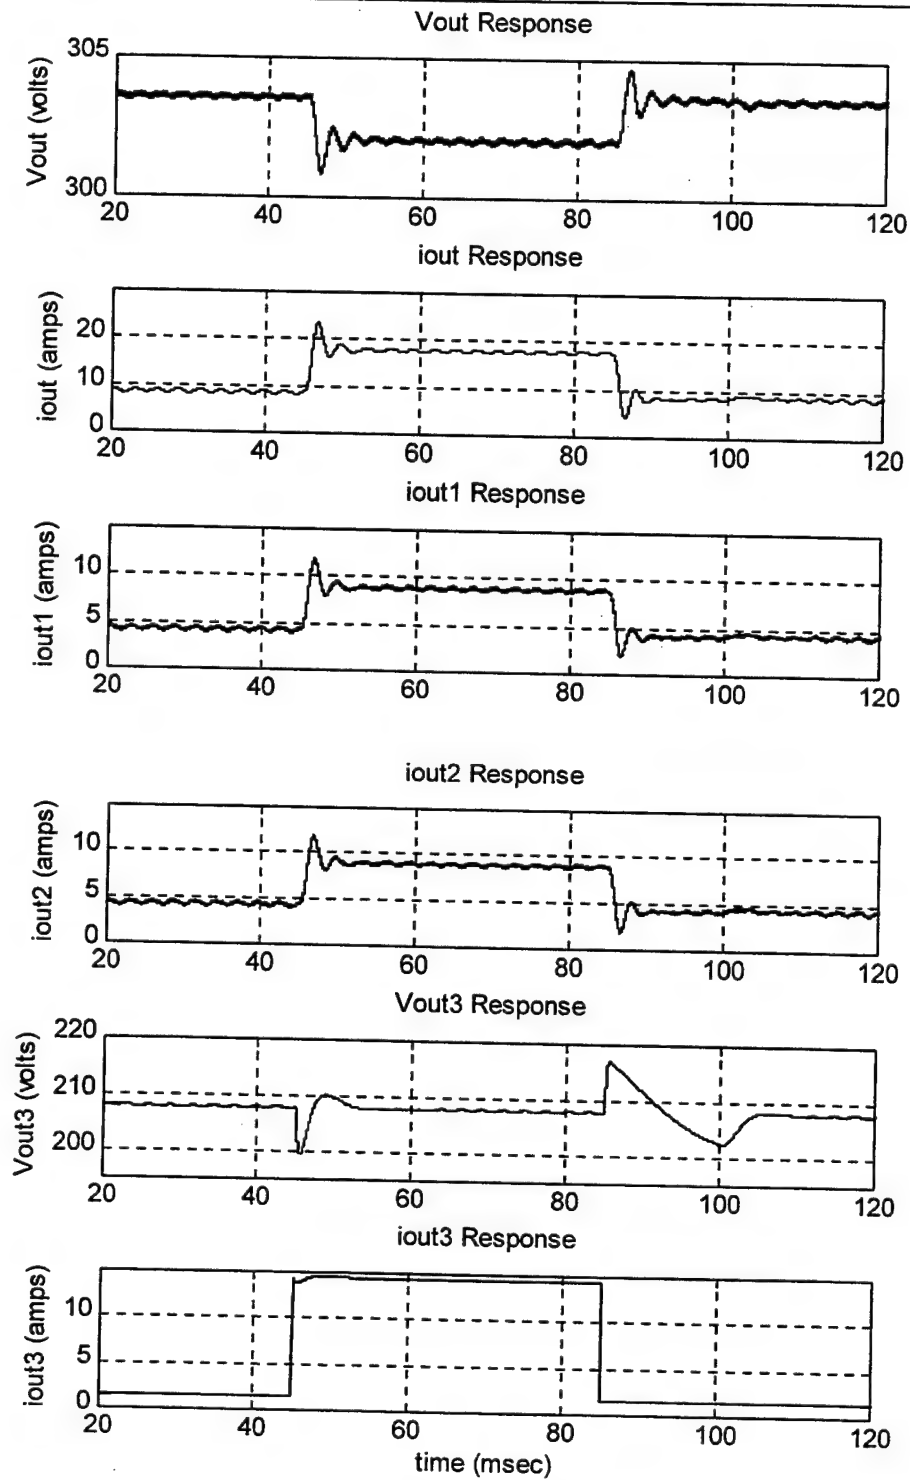 Vout Response
305
Vout (volts)
300
20 40 60 80 100 120
iout Response
20
iout (amps)
10
0
20 40 60 80 100 120
iout1 Response
10
iout1 (amps)
5
0
20 40 60 80 100 120
iout2 Response
10
iout2 (amps)
5
0
20 40 60 80 100 120
Vout3 Response
220
Vout3 (volts)
210
200
20 40 60 80 100 120
iout3 Response
iout3 (amps)
10
5
0
20 40 60 80 100 120
time (msec)